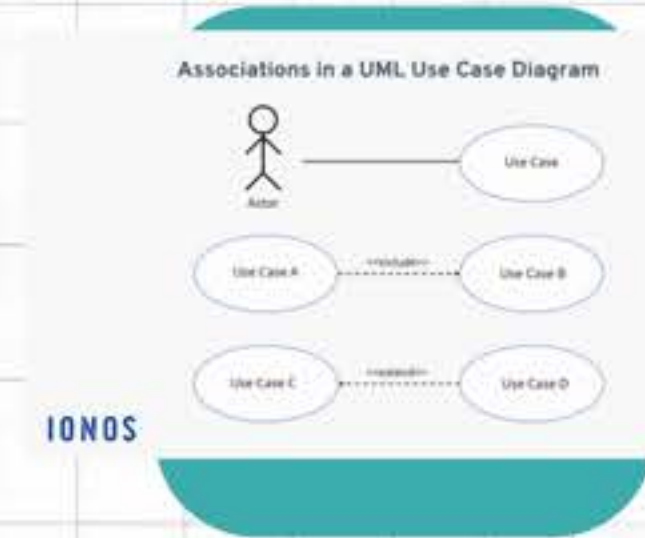 Associations in a UML Use Case Diagram
Use Case
Actor
<<include>>
Use Case A
Use Case B
<<extend>>
Use Case C
Use Case D
IONOS